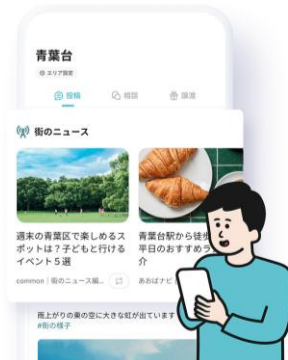 青葉台
エリア設定
投稿
相談
譲渡
街のニュース
週末の青葉区で楽しめるス
ポットは？子どもと行ける
イベント5選
common｜街のニュース編...
青葉台駅から徒歩
平日のおすすめラ
介
あおばナビ
雨上がりの東の空に大きな虹が出ています
#街の様子